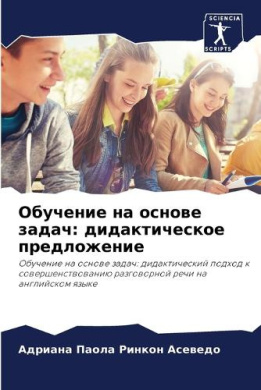 SCIENCIA
SCRIPTS
Обучение на основе
задач: дидактическое
предложение
Обучение на основе задач: дидактический подход к
совершенствованию разговорной речи на
английском языке
Адриана Паола Ринкон Асеведо